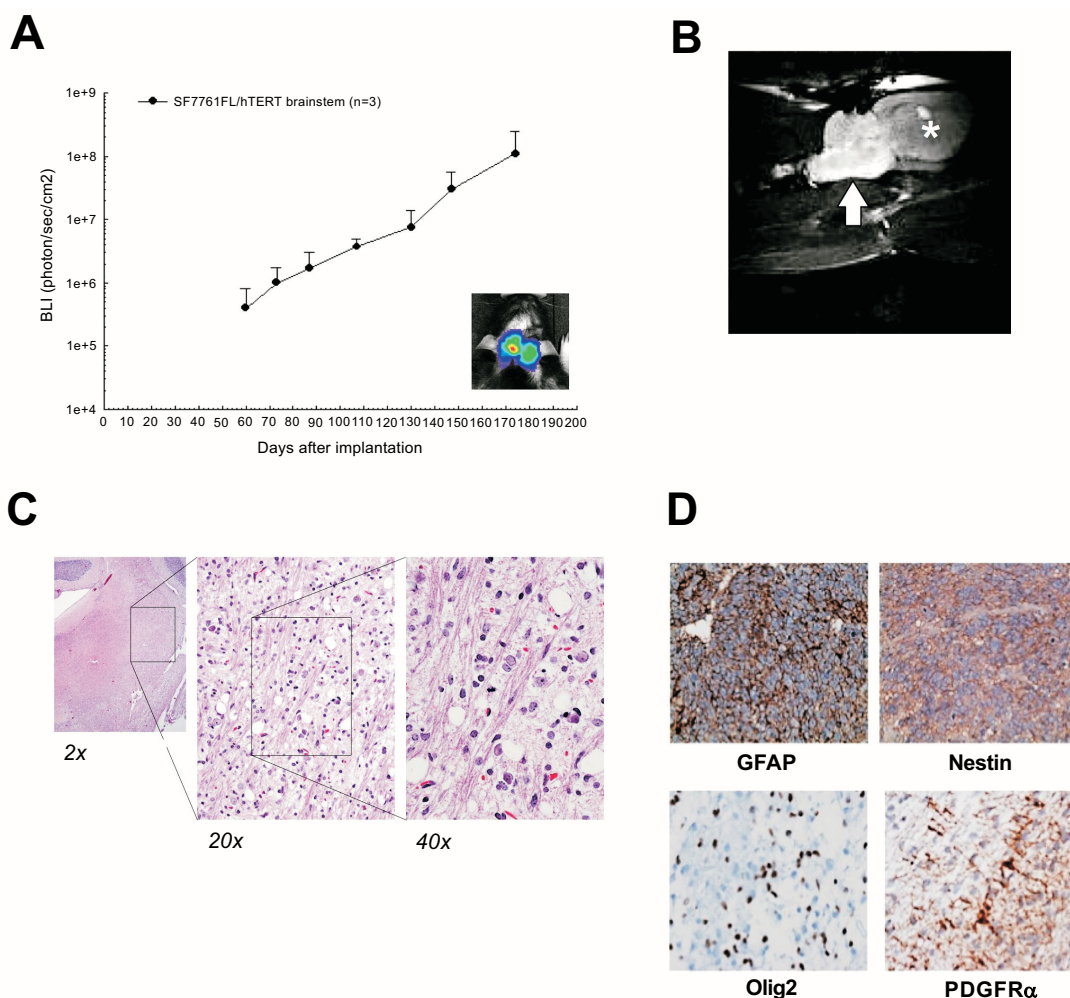 A
B
SF7761FL/hTERT brainstem (n=3)
1e+9
1e+8
1e+7
1e+6
1e+5
1e+4
BLI (photon/sec/cm2)
0 10 20 30 40 50 60 70 80 90 100 110 120 130 140 150 160 170 180 190 200
Days after implantation
*
C
D
2x
20x
40x
GFAP
Nestin
Olig2
PDGFRα